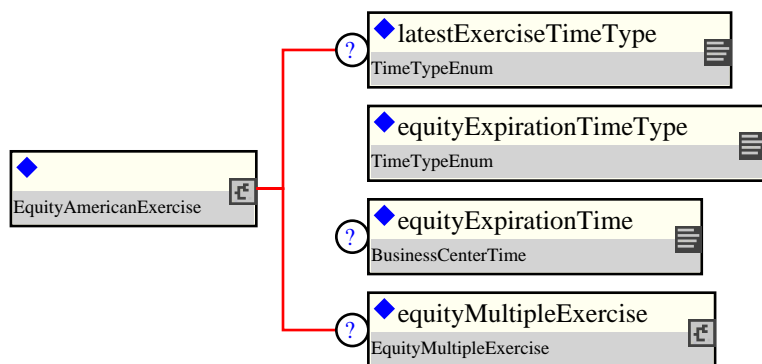 ? latestExerciseTimeType
TimeTypeEnum
equityExpirationTimeType
TimeTypeEnum
EquityAmericanExercise
? equityExpirationTime
BusinessCenterTime
? equityMultipleExercise
EquityMultipleExercise